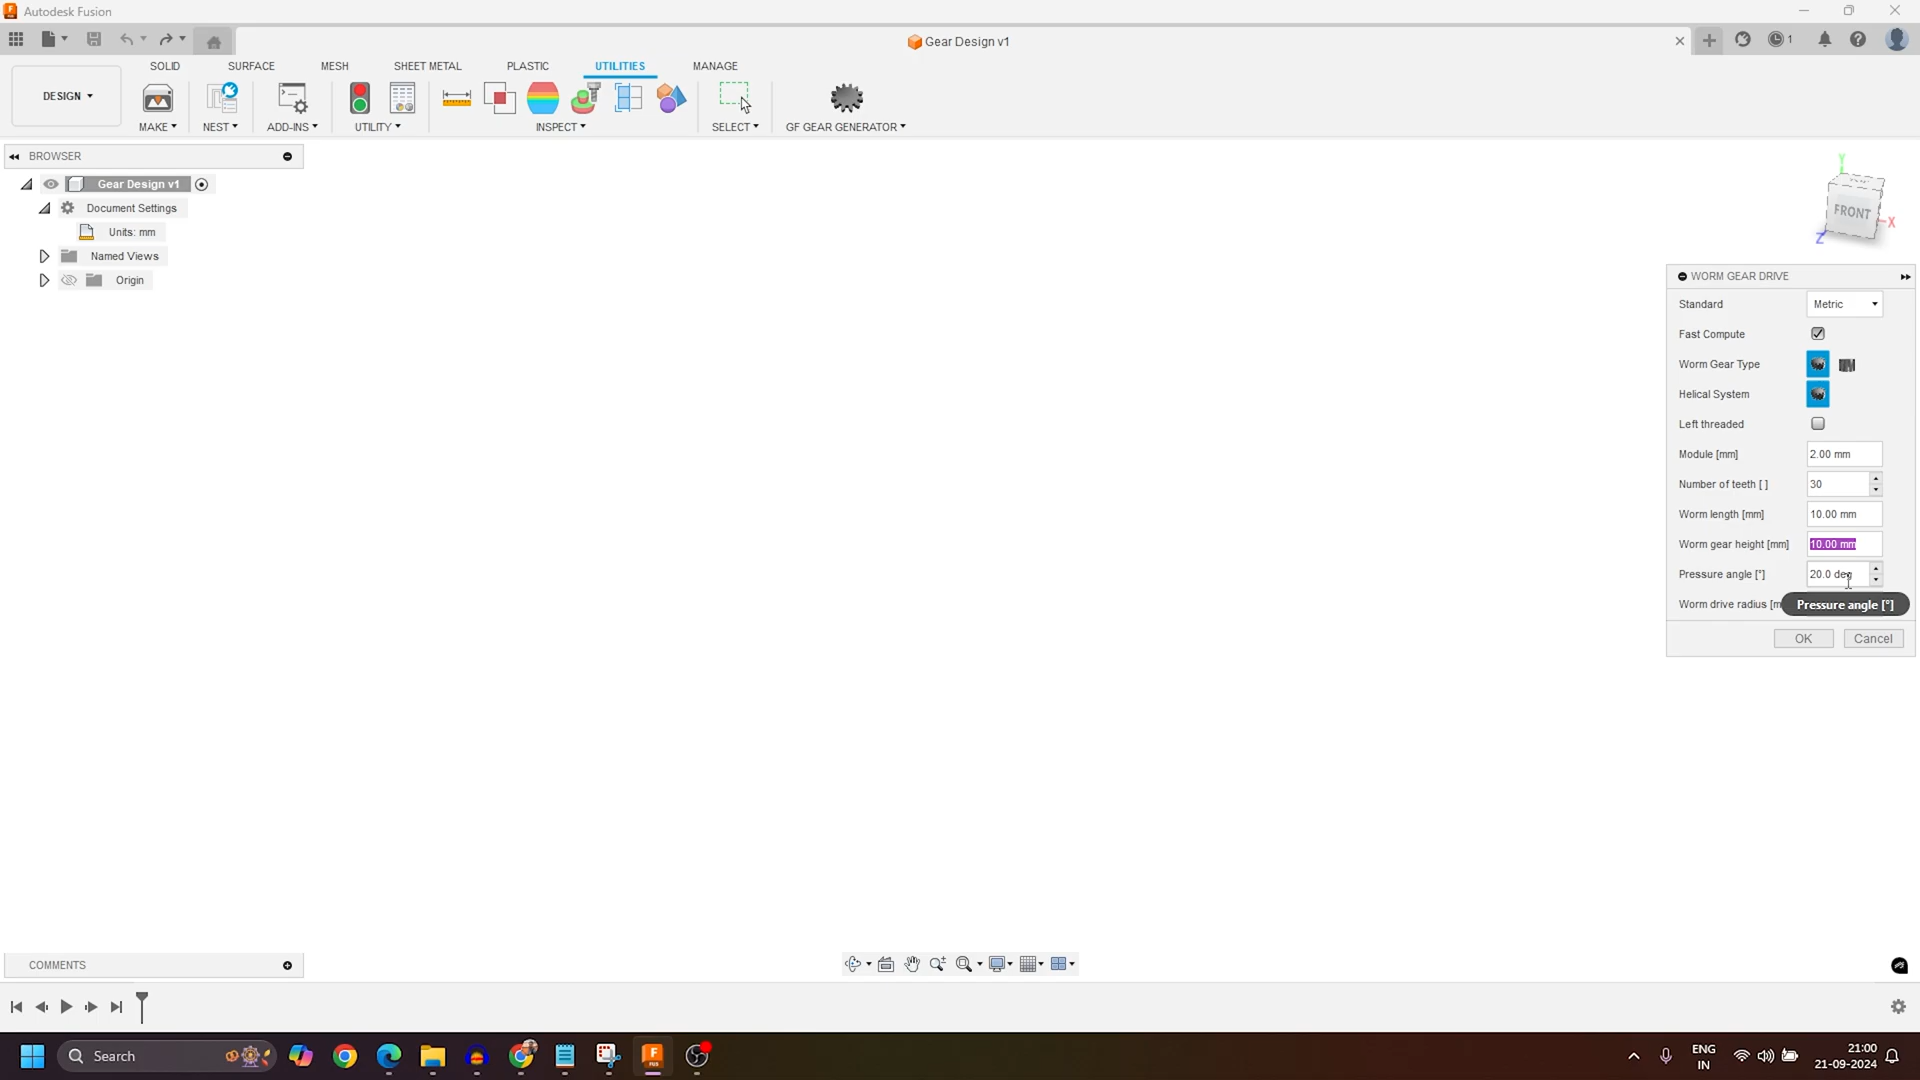 Autodesk Fusion
Gear Design v1
1
SOLID
SURFACE
MESH
SHEET METAL
PLASTIC
UTILITIES
MANAGE
DESIGN
MAKE
NEST
ADD-INS
UTILITY
INSPECT
SELECT
GF GEAR GENERATOR
BROWSER
Gear Design v1
Document Settings
Units: mm
Named Views
Origin
Y
TOP
FRONT
X
Z
WORM GEAR DRIVE
Standard Metric
Fast Compute
Worm Gear Type
Helical System
Left threaded
Module [mm] 2.00 mm
Number of teeth [ ] 30
Worm length [mm] 10.00 mm
Worm gear height [mm] 10.00 mm
Pressure angle [°] 20.0 deg
Worm drive radius [m
Pressure angle [°]
OK Cancel
COMMENTS
Search
F
FUS
ENG
IN
21:00
21-09-2024